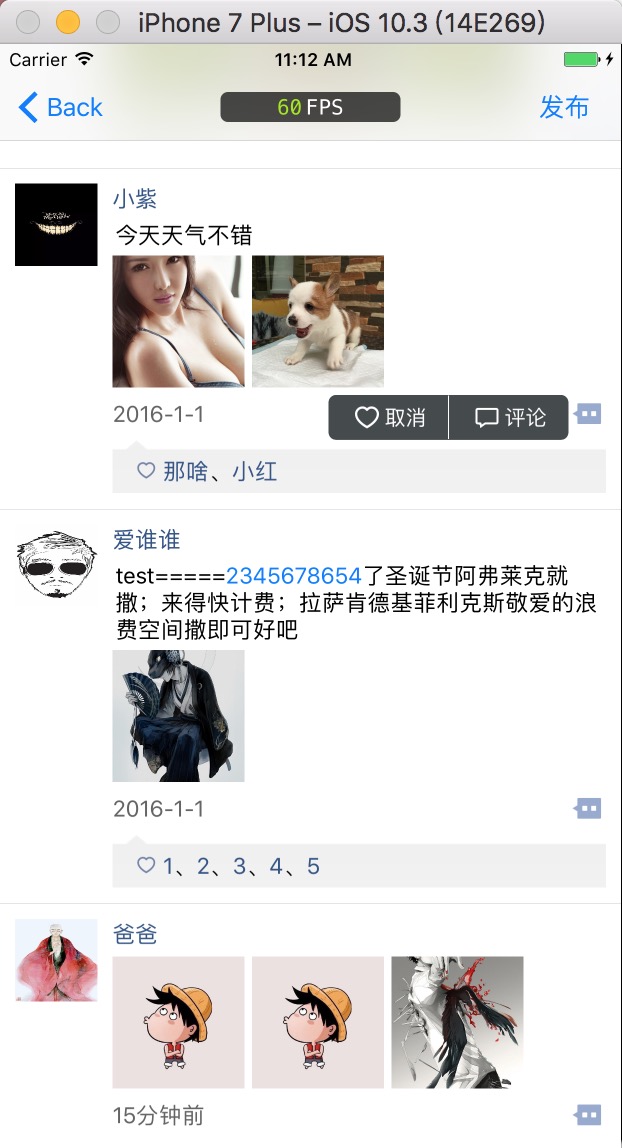 iPhone 7 Plus – iOS 10.3 (14E269)
Carrier 11:12 AM
Back 60 FPS 发布
小紫
今天天气不错
2016-1-1 取消 评论
那啥、小红
爱谁谁
test=====2345678654了圣诞节阿弗莱克就
撒；来得快计费；拉萨肯德基菲利克斯敬爱的浪
费空间撒即可好吧
2016-1-1
1、2、3、4、5
爸爸
15分钟前